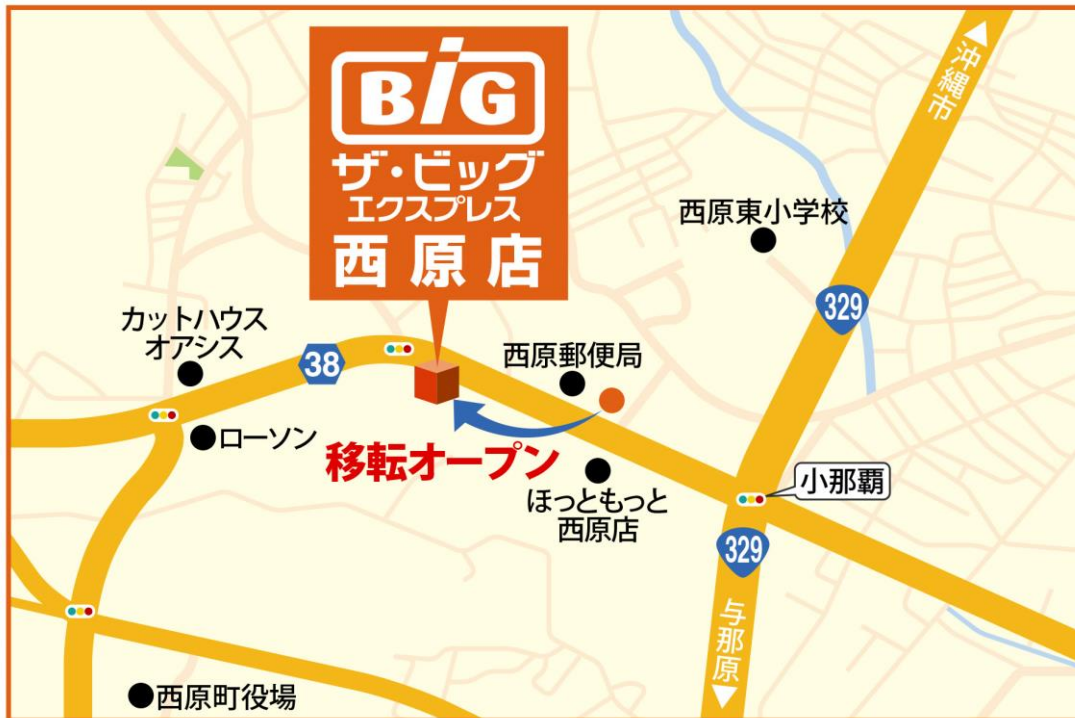 BiG
ザ・ビッグ
エクスプレス
西原店
沖縄市
西原東小学校
329
カットハウス
オアシス
38
西原郵便局
ローソン
移転オープン
ほっともっと
西原店
小那覇
329
与那原
西原町役場